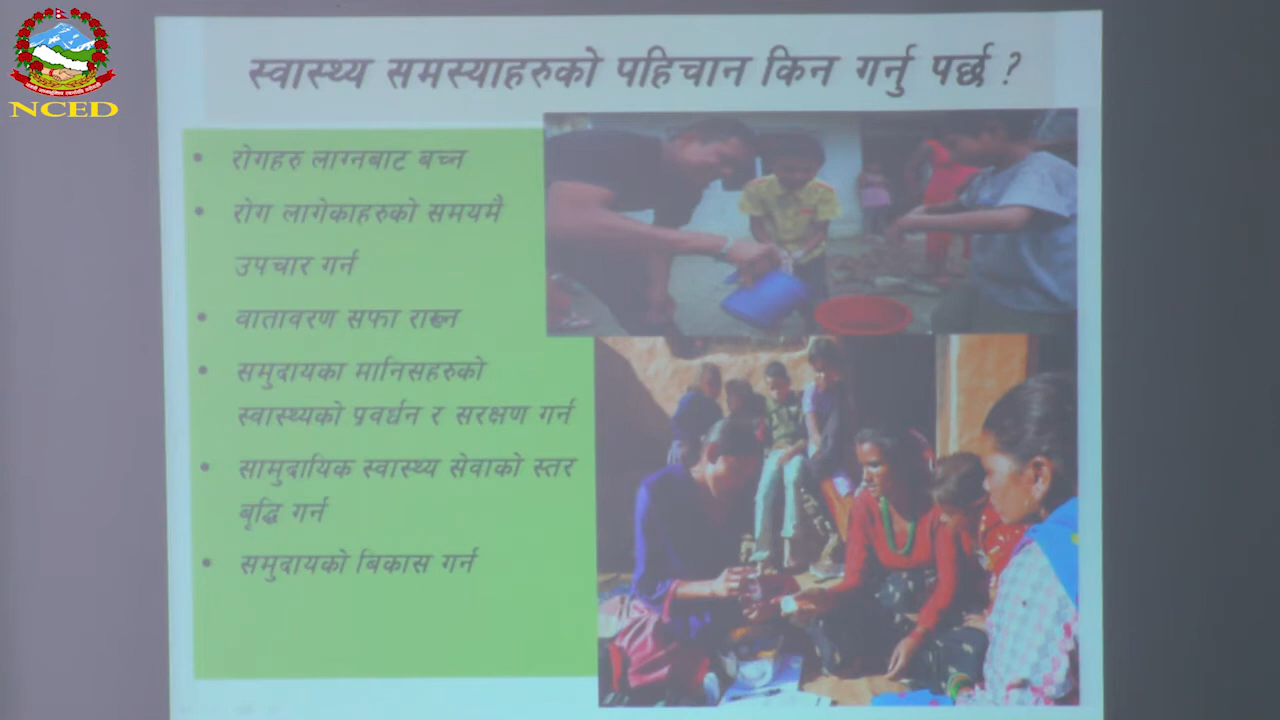 NCED
स्वास्थ्य समस्याहरुको पहिचान किन गर्नु पर्छ ?
• रोगहरु लाग्नबाट बच्न
• रोग लागेकाहरुको समयमै
उपचार गर्न
• वातावरण सफा राख्न
• समुदायका मानिसहरुको
स्वास्थ्यको प्रवर्धन र सरक्षण गर्न
• सामुदायिक स्वास्थ्य सेवाको स्तर
बृद्धि गर्न
• समुदायको बिकास गर्न